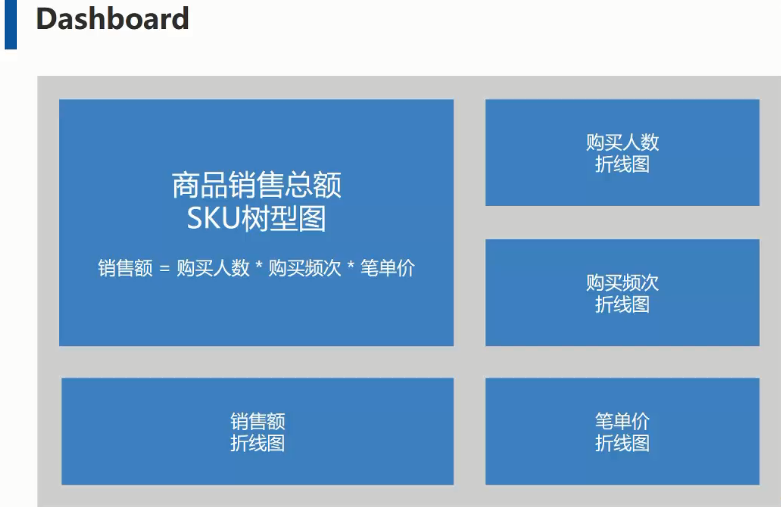 Dashboard
商品销售总额
SKU树型图
销售额 = 购买人数 * 购买频次 * 笔单价
购买人数
折线图
购买频次
折线图
销售额
折线图
笔单价
折线图